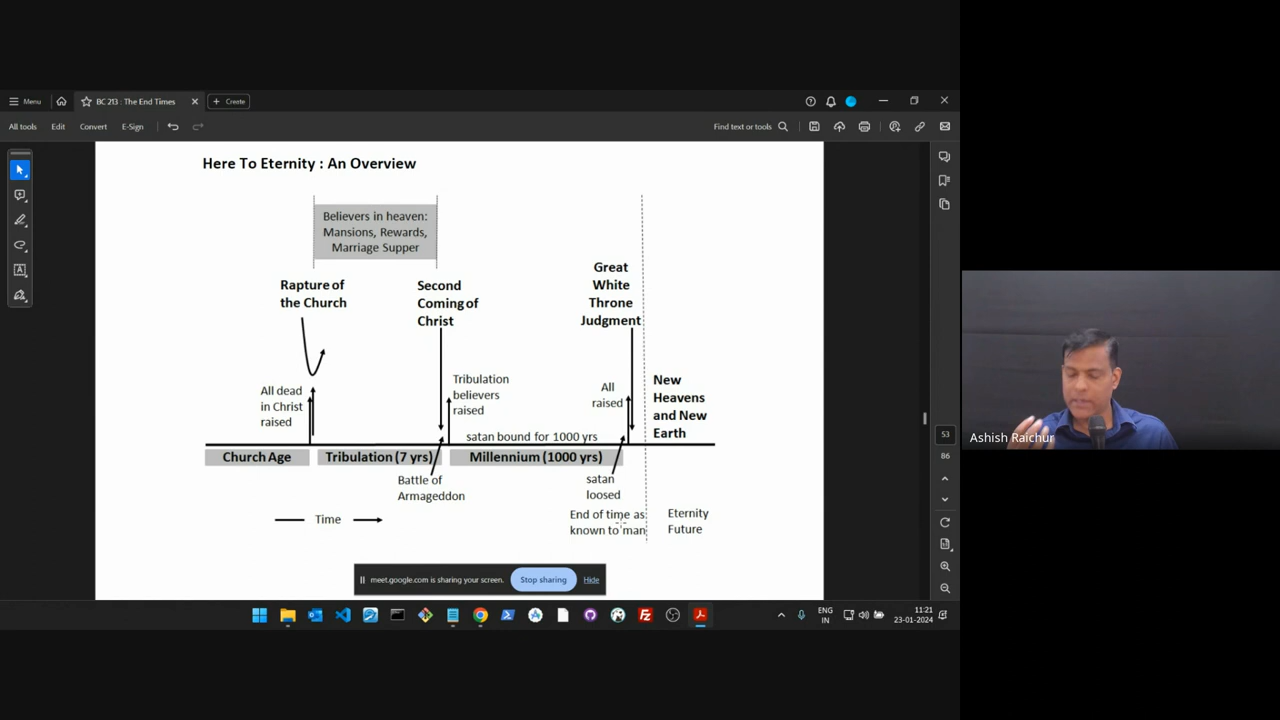 Menu
BC 213 : The End Times
Create
All tools
Edit
Convert
E-Sign
Find text or tools
Here To Eternity : An Overview
Believers in heaven:
Mansions, Rewards,
Marriage Supper
Rapture of
the Church
Second
Coming of
Christ
Great
White
Throne
Judgment
All dead
in Christ
raised
Tribulation
believers
raised
All
raised
New
Heavens
and New
Earth
satan bound for 1000 yrs
Church Age
Tribulation (7 yrs)
Millennium (1000 yrs)
Battle of
Armageddon
satan
loosed
Time
End of time as
known to man
Eternity
Future
53
86
meet.google.com is sharing your screen.
Stop sharing
Hide
ENG
IN
11:21
23-01-2024
Ashish Raichur